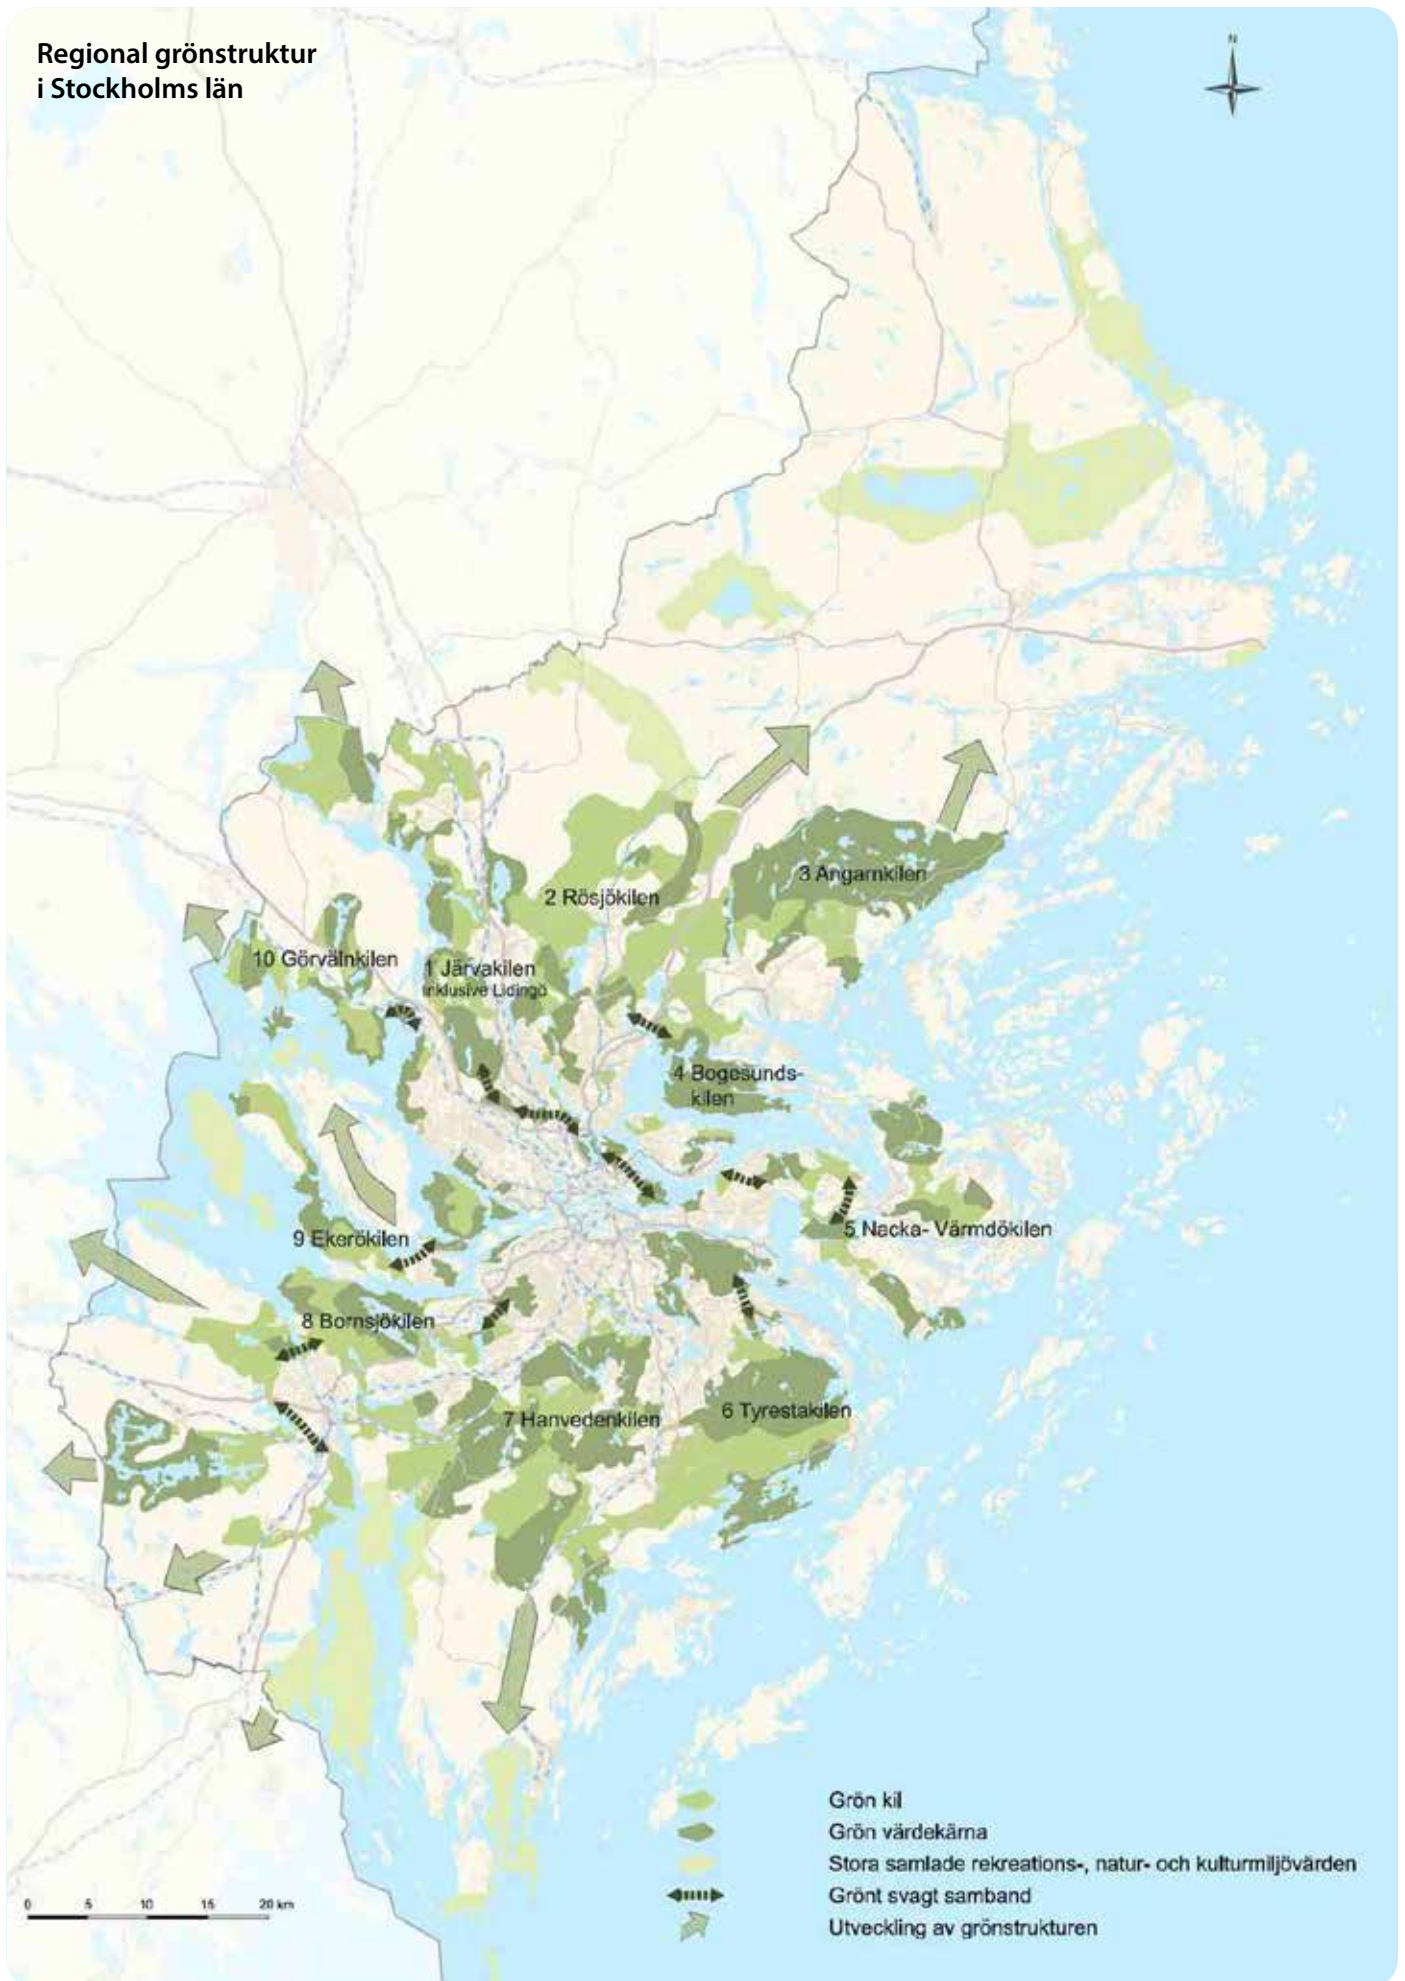 Regional grönstruktur
i Stockholms län
N
3 Angarnkilen
2 Rösjökilen
10 Görvälnkilen
1 Järvakilen
inklusive Lidingö
4 Bogesunds-
kilen
5 Nacka- Värmdökilen
9 Ekerökilen
8 Bornsjökilen
6 Tyrestakilen
7 Hanvedenkilen
Grön kil
Grön värdekärna
Stora samlade rekreations-, natur- och kulturmiljövärden
Grönt svagt samband
Utveckling av grönstrukturen
0 5 10 15 20 km